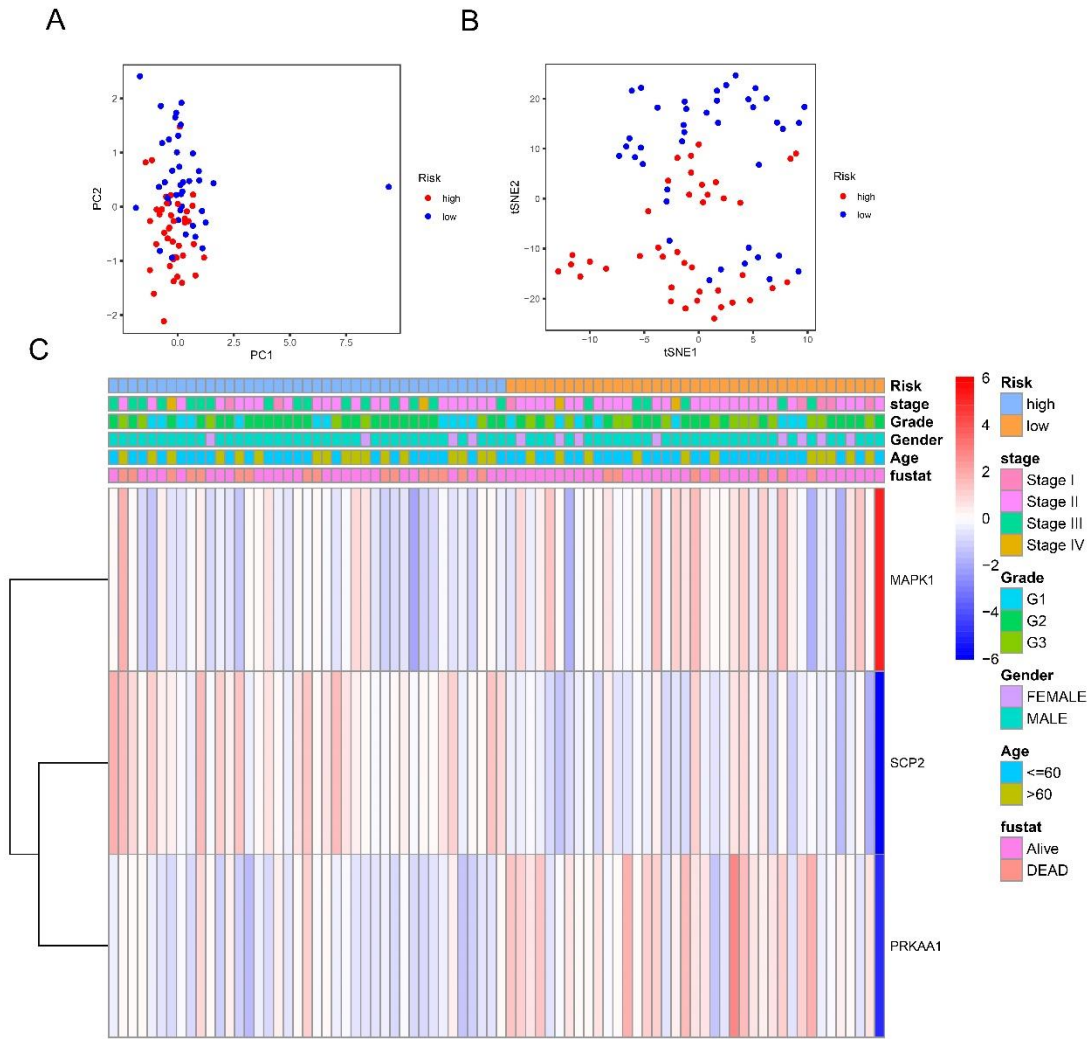 A
B
2
1
0
−1
−2
PC2
0.0
2.5
5.0
7.5
PC1
Risk
high
low
20
10
0
−10
−20
tSNE2
−10
−5
0
5
10
tSNE1
Risk
high
low
C
Risk
stage
Grade
Gender
Age
fustat
MAPK1
SCP2
PRKAA1
6
4
2
0
−2
−4
−6
Risk
high
low
stage
Stage I
Stage II
Stage III
Stage IV
Grade
G1
G2
G3
Gender
FEMALE
MALE
Age
<=60
>60
fustat
Alive
DEAD